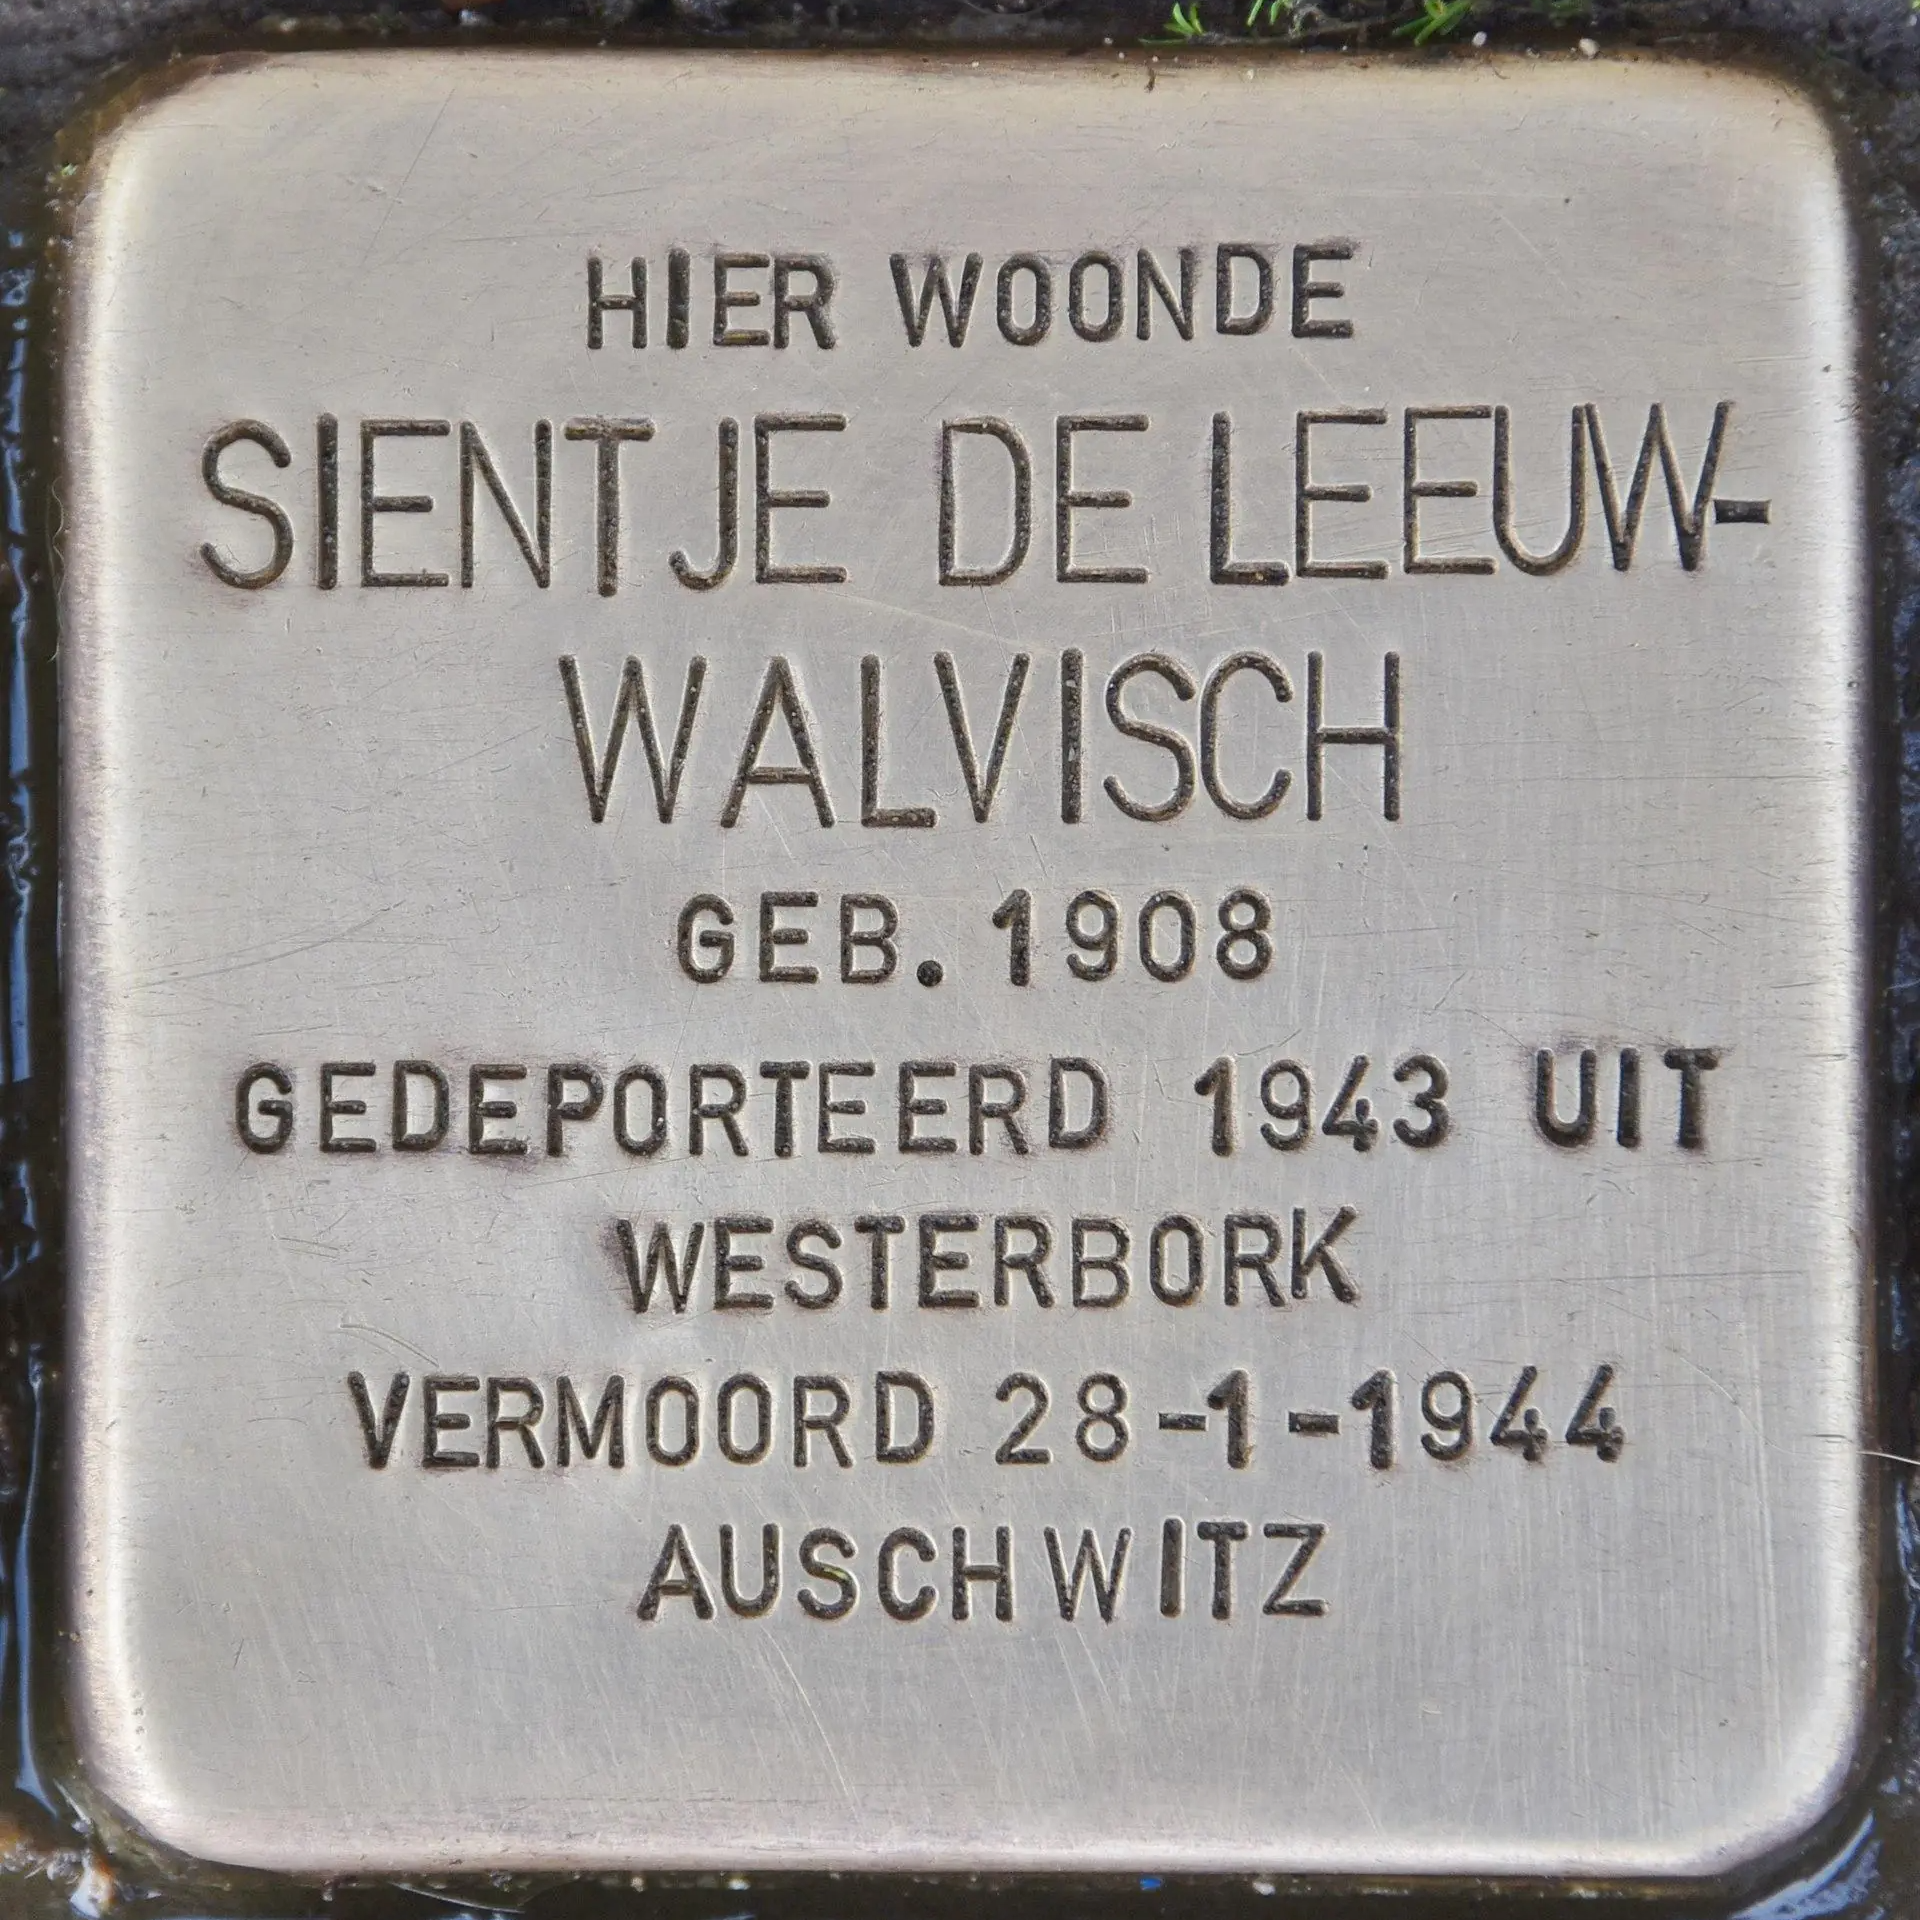 HIER WOONDE
SIENTJE DE LEEUW-
WALVISCH
GEB. 1908
GEDEPORTEERD 1943 UIT
WESTERBORK
VERMOORD 28-1-1944
AUSCHWITZ